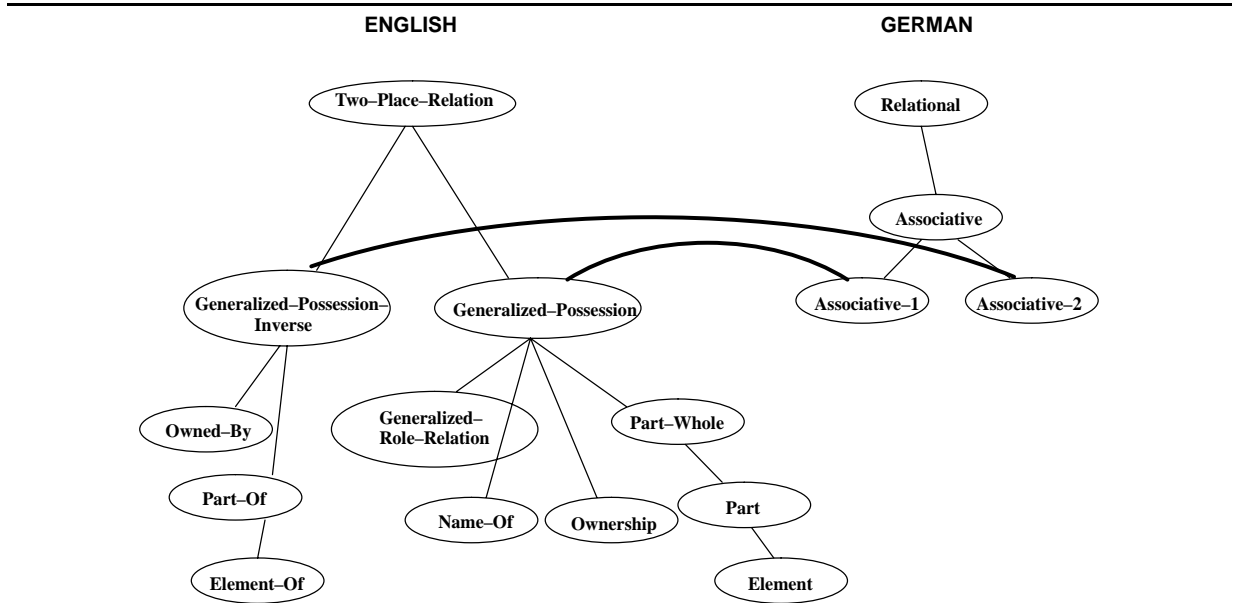 ENGLISH
GERMAN
Two–Place–Relation
Relational
Associative
Generalized–Possession–
Inverse
Generalized–Possession
Associative–1
Associative–2
Owned–By
Generalized–
Role–Relation
Part–Whole
Part–Of
Name–Of
Ownership
Part
Element–Of
Element